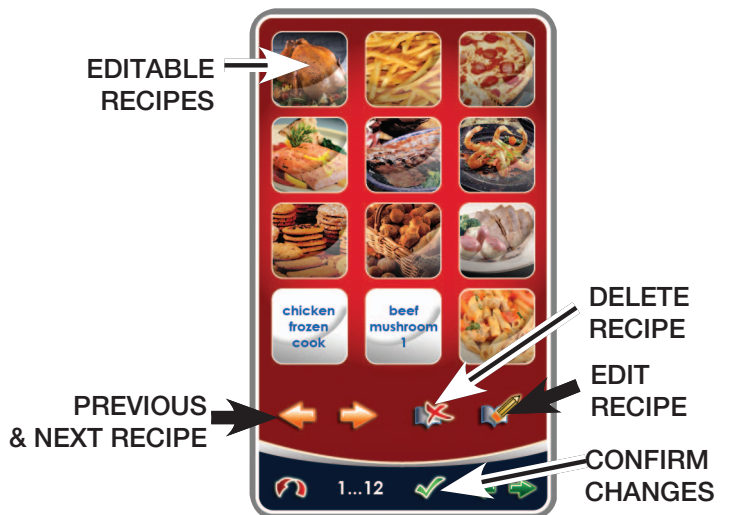 EDITABLE
RECIPES
chicken
frozen
cook
beef
mushroom
1
DELETE
RECIPE
EDIT
RECIPE
PREVIOUS
& NEXT RECIPE
1...12
CONFIRM
CHANGES